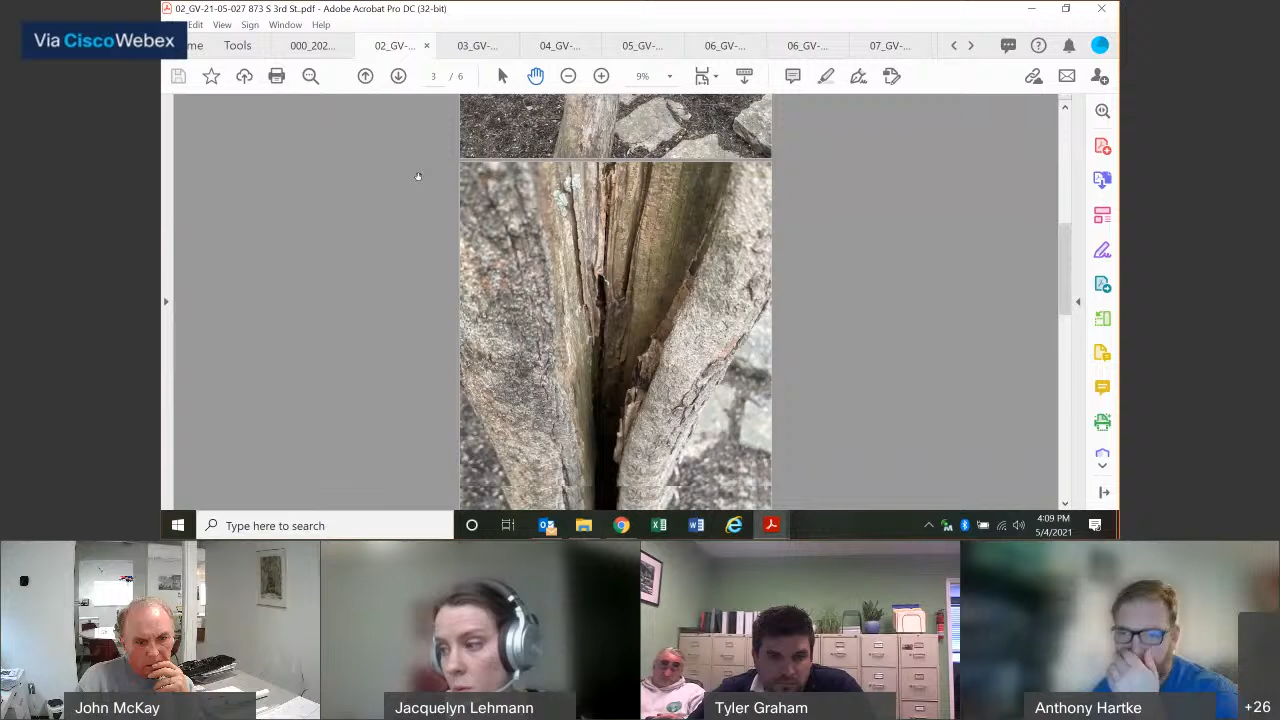 02_GV-21-05-027 873 S 3rd St..pdf - Adobe Acrobat Pro DC (32-bit)
Via Cisco Webex
Edit View Sign Window Help
me Tools 000_202... 02_G... × 03_GV-... 04_GV-... 05_GV-... 06_GV-... 06_GV-... 07_GV-...
3 / 6 9%
Type here to search
4:09 PM
5/4/2021
John McKay
Jacquelyn Lehmann
Tyler Graham
Anthony Hartke
+26